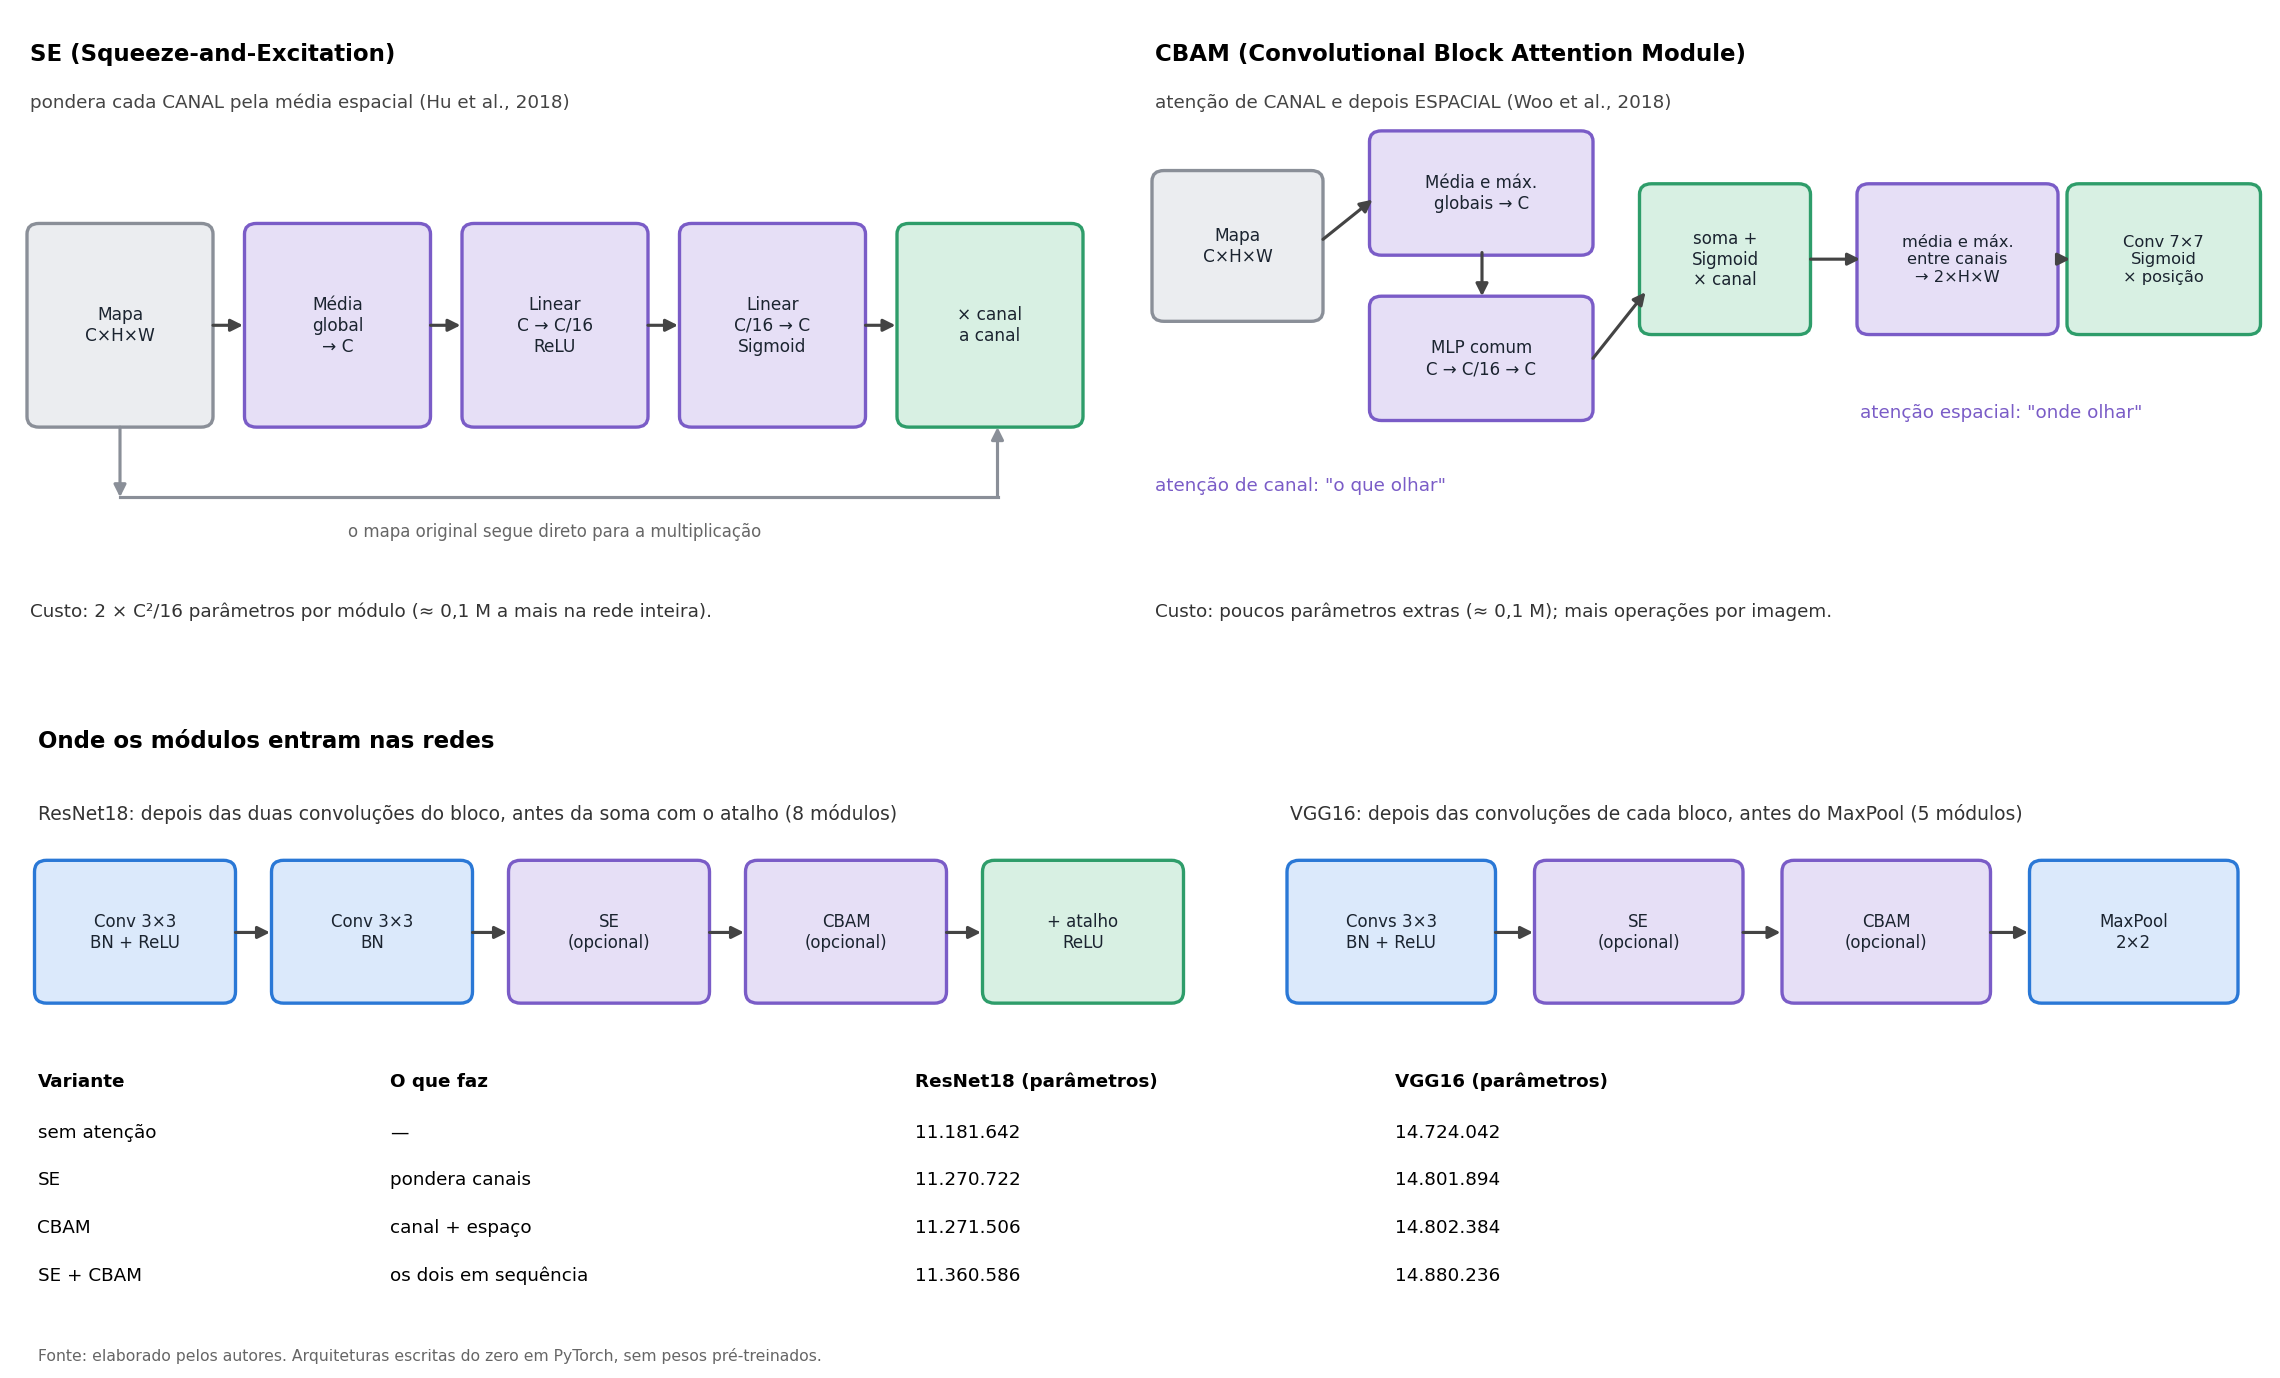 SE (Squeeze-and-Excitation)
pondera cada CANAL pela média espacial (Hu et al., 2018)
Mapa
C×H×W
Média
global
→ C
Linear
C → C/16
ReLU
Linear
C/16 → C
Sigmoid
× canal
a canal
o mapa original segue direto para a multiplicação
Custo: 2 × C²/16 parâmetros por módulo (≈ 0,1 M a mais na rede inteira).
CBAM (Convolutional Block Attention Module)
atenção de CANAL e depois ESPACIAL (Woo et al., 2018)
Mapa
C×H×W
Média e máx.
globais → C
MLP comum
C → C/16 → C
soma +
Sigmoid
× canal
média e máx.
entre canais
→ 2×H×W
Conv 7×7
Sigmoid
× posição
atenção espacial: "onde olhar"
atenção de canal: "o que olhar"
Custo: poucos parâmetros extras (≈ 0,1 M); mais operações por imagem.
Onde os módulos entram nas redes
ResNet18: depois das duas convoluções do bloco, antes da soma com o atalho (8 módulos)
Conv 3×3
BN + ReLU
Conv 3×3
BN
SE
(opcional)
CBAM
(opcional)
+ atalho
ReLU
VGG16: depois das convoluções de cada bloco, antes do MaxPool (5 módulos)
Convs 3×3
BN + ReLU
SE
(opcional)
CBAM
(opcional)
MaxPool
2×2
Variante O que faz ResNet18 (parâmetros) VGG16 (parâmetros)
sem atenção — 11.181.642 14.724.042
SE pondera canais 11.270.722 14.801.894
CBAM canal + espaço 11.271.506 14.802.384
SE + CBAM os dois em sequência 11.360.586 14.880.236
Fonte: elaborado pelos autores. Arquiteturas escritas do zero em PyTorch, sem pesos pré-treinados.